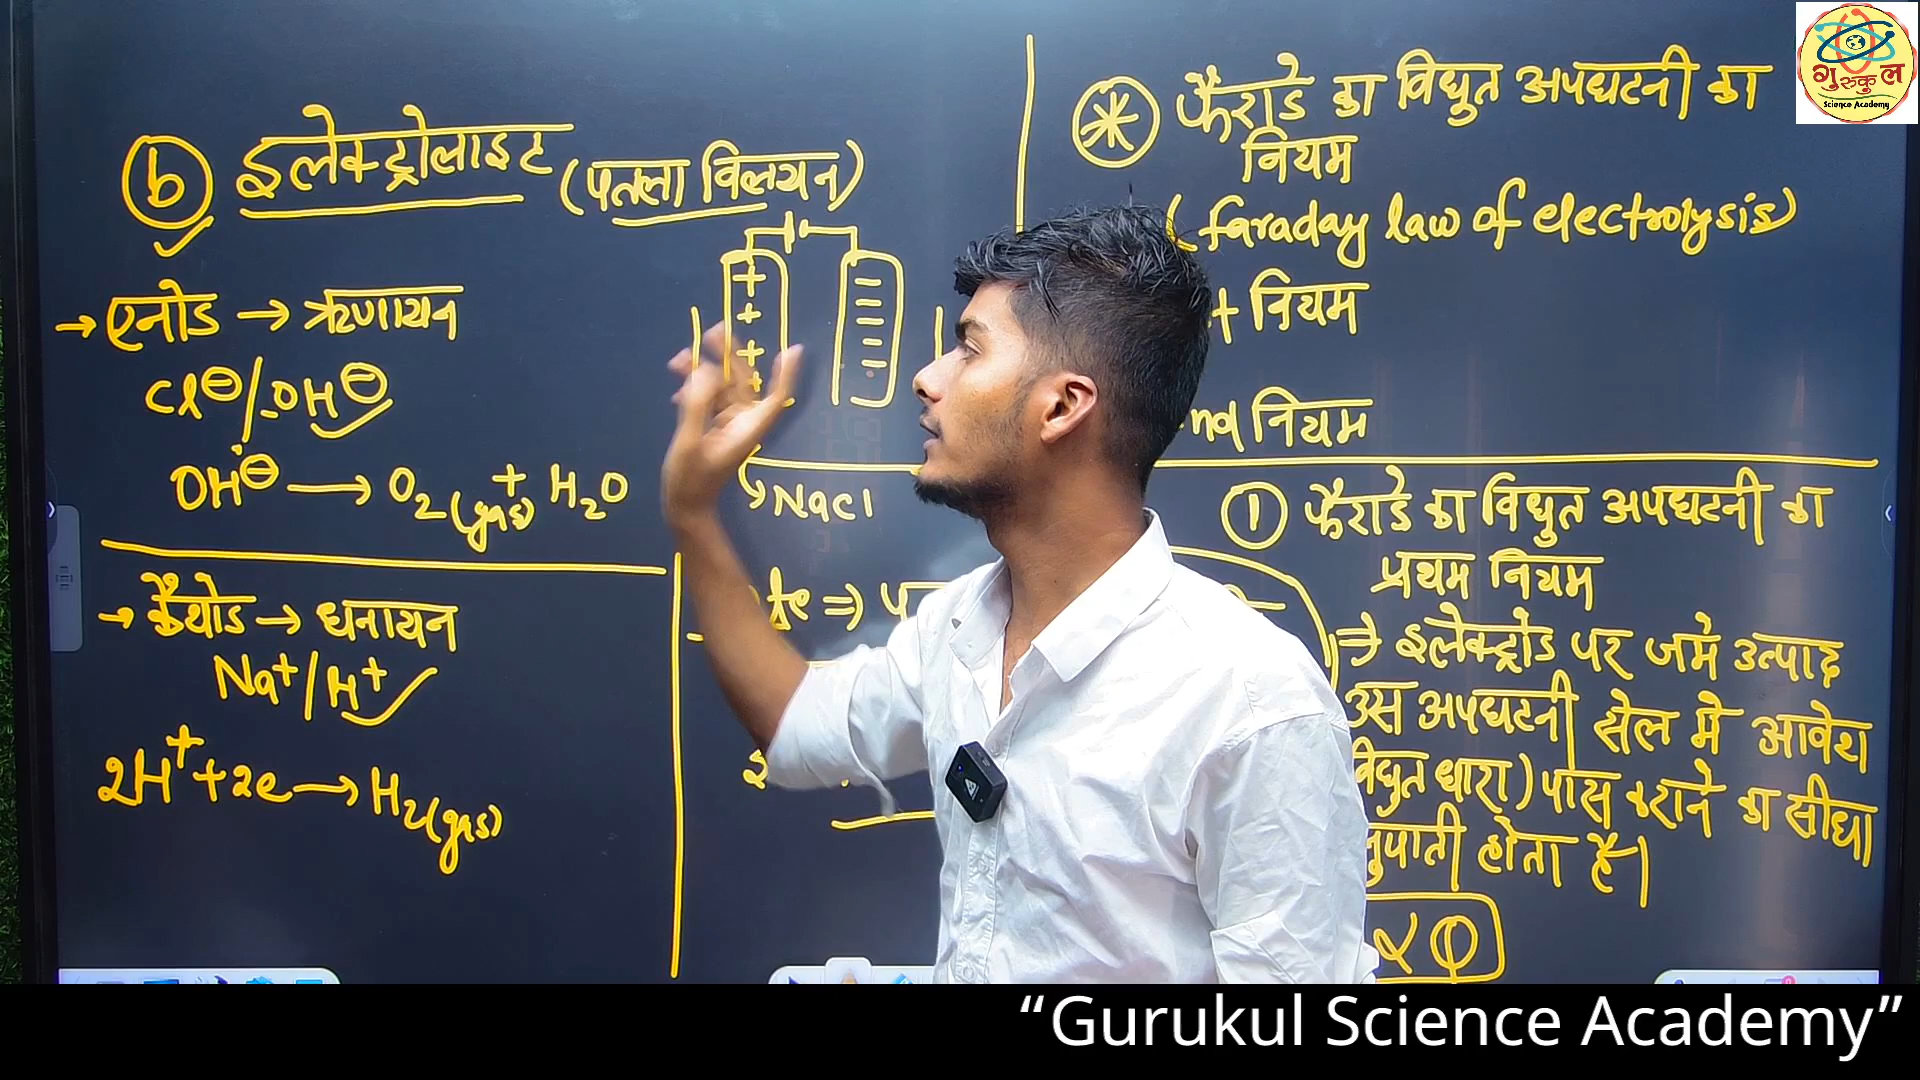 (b) इलेक्ट्रोलाइट (पतला विलयन)
→ एनोड → ऋणायन
Cl⊖/OH⊖
OH⊖ → O2(gas) + H2O
→ कैथोड → धनायन
Na+/H+
2H+ + 2e → H2(gas)
+ + + +
NaCl
फैराडे का विद्युत अपघटनी का
नियम
(faraday law of electrolysis)
नियम
नियम
① फैराडे का विद्युत अपघटनी का
प्रथम नियम
⇒ इलेक्ट्रोड पर जमे उत्पाद
उस अपघटनी सेल मे आवेश
धारा) पास कराने का सीधा
होता है।
गुरुकुल
Science Academy
“Gurukul Science Academy”